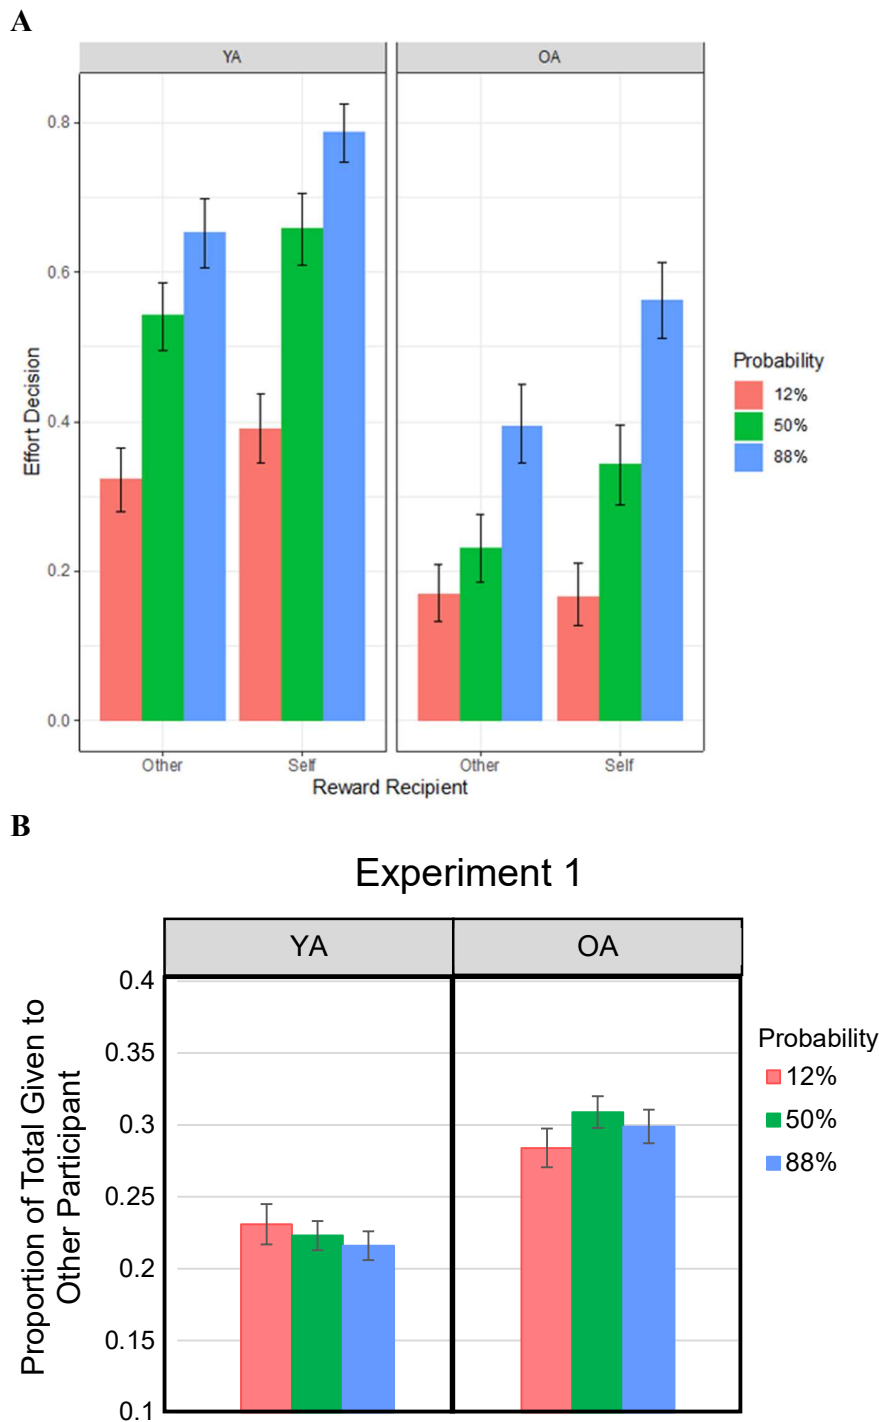 A
YA
OA
0.8
0.6
0.4
0.2
0.0
Effort Decision
Other
Self
Other
Self
Reward Recipient
Probability
12%
50%
88%
B
Experiment 1
YA
OA
0.4
0.35
0.3
0.25
0.2
0.15
0.1
Proportion of Total Given to
Other Participant
Probability
12%
50%
88%